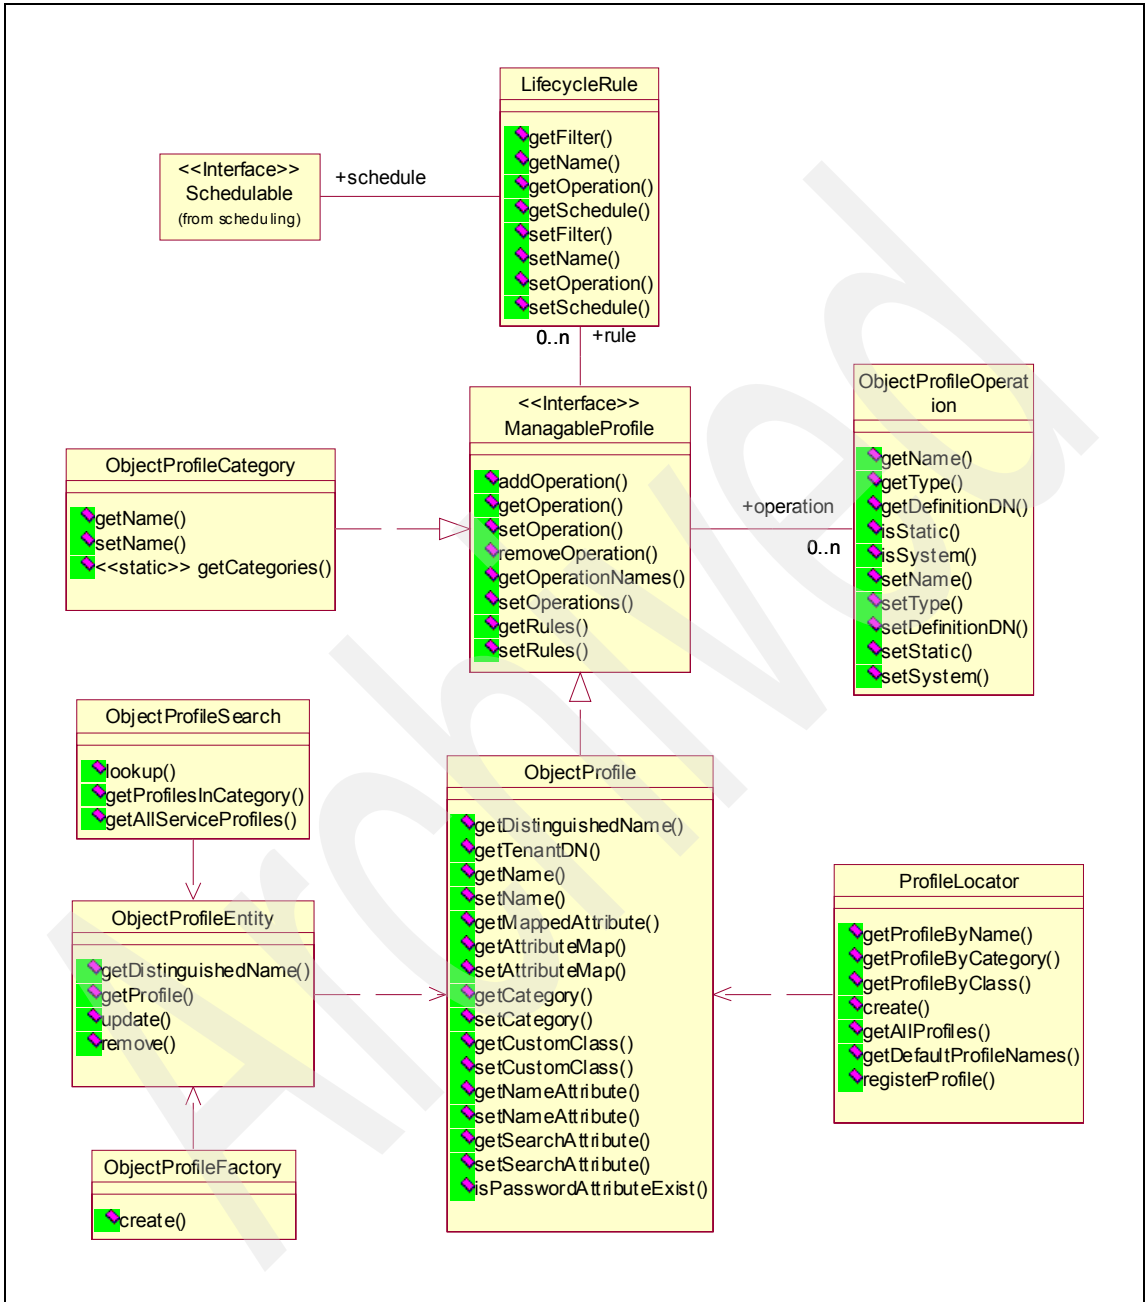 LifecycleRule
getFilter()
getName()
getOperation()
getSchedule()
setFilter()
setName()
setOperation()
setSchedule()
<<Interface>>
Schedulable
(from scheduling)
+schedule
0..n
+rule
<<Interface>>
ManagableProfile
addOperation()
getOperation()
setOperation()
removeOperation()
getOperationNames()
setOperations()
getRules()
setRules()
ObjectProfileOperat
ion
getName()
getType()
getDefinitionDN()
isStatic()
isSystem()
setName()
setType()
setDefinitionDN()
setStatic()
setSystem()
+operation
0..n
ObjectProfileCategory
getName()
setName()
<<static>> getCategories()
ObjectProfileSearch
lookup()
getProfilesInCategory()
getAllServiceProfiles()
ObjectProfileEntity
getDistinguishedName()
getProfile()
update()
remove()
ObjectProfileFactory
create()
ObjectProfile
getDistinguishedName()
getTenantDN()
getName()
setName()
getMappedAttribute()
getAttributeMap()
setAttributeMap()
getCategory()
setCategory()
getCustomClass()
setCustomClass()
getNameAttribute()
setNameAttribute()
getSearchAttribute()
setSearchAttribute()
isPasswordAttributeExist()
ProfileLocator
getProfileByName()
getProfileByCategory()
getProfileByClass()
create()
getAllProfiles()
getDefaultProfileNames()
registerProfile()
Archived